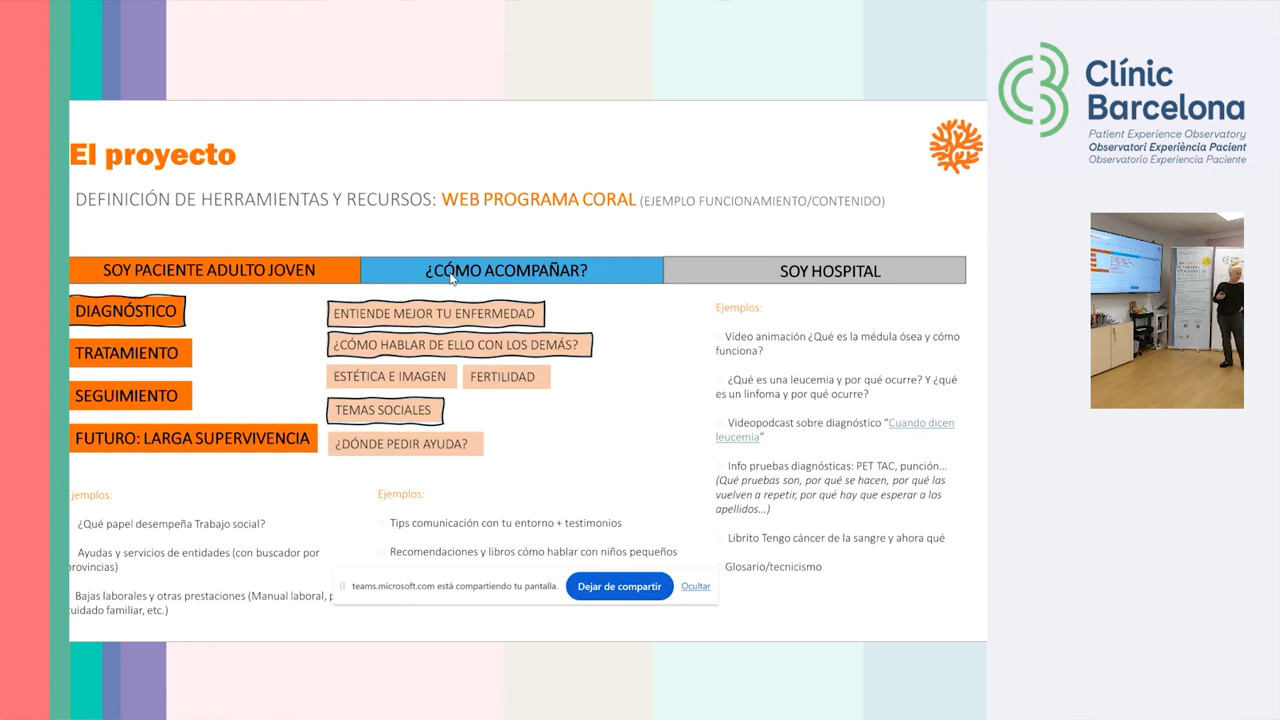 El proyecto
DEFINICIÓN DE HERRAMIENTAS Y RECURSOS: WEB PROGRAMA CORAL (EJEMPLO FUNCIONAMIENTO/CONTENIDO)
SOY PACIENTE ADULTO JOVEN
¿CÓMO ACOMPAÑAR?
SOY HOSPITAL
DIAGNÓSTICO
TRATAMIENTO
SEGUIMIENTO
FUTURO: LARGA SUPERVIVENCIA
ENTIENDE MEJOR TU ENFERMEDAD
¿CÓMO HABLAR DE ELLO CON LOS DEMÁS?
ESTÉTICA E IMAGEN
FERTILIDAD
TEMAS SOCIALES
¿DÓNDE PEDIR AYUDA?
jemplos:
¿Qué papel desempeña Trabajo social?
Ayudas y servicios de entidades (con buscador por
rovincias)
Bajas laborales y otras prestaciones (Manual laboral, p
uidado familiar, etc.)
Ejemplos:
Tips comunicación con tu entorno + testimonios
Recomendaciones y libros cómo hablar con niños pequeños
Ejemplos:
Vídeo animación ¿Qué es la médula ósea y cómo
funciona?
¿Qué es una leucemia y por qué ocurre? Y ¿qué
es un linfoma y por qué ocurre?
Videopodcast sobre diagnóstico “Cuando dicen
leucemia”
Info pruebas diagnósticas: PET TAC, punción…
(Qué pruebas son, por qué se hacen, por qué las
vuelven a repetir, por qué hay que esperar a los
apellidos…)
Librito Tengo cáncer de la sangre y ahora qué
Glosario/tecnicismo
teams.microsoft.com está compartiendo tu pantalla.
Dejar de compartir
Ocultar
Clínic
Barcelona
Patient Experience Observatory
Observatori Experiència Pacient
Observatorio Experiencia Paciente